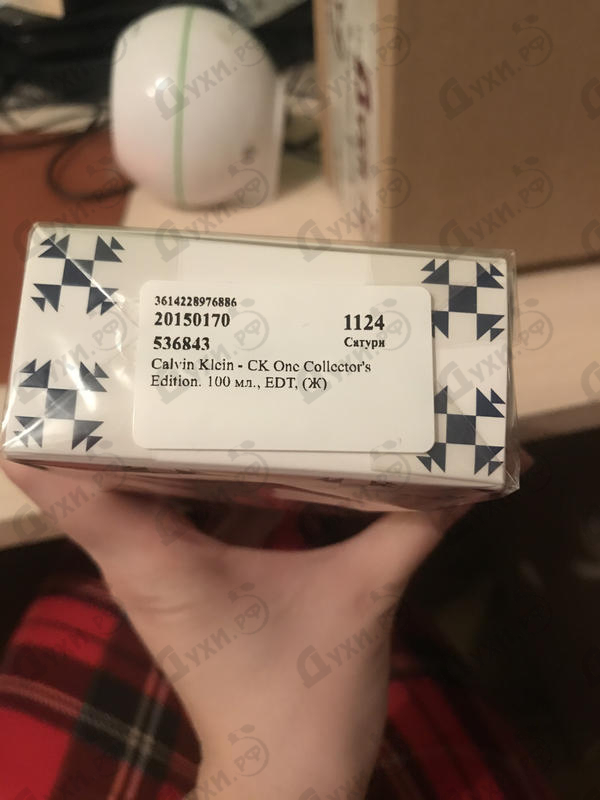 3614228976886
20150170 1124
536843 Сатурн
Calvin Klein - CK One Collector's
Edition. 100 мл., EDT, (Ж)
Духи.рф